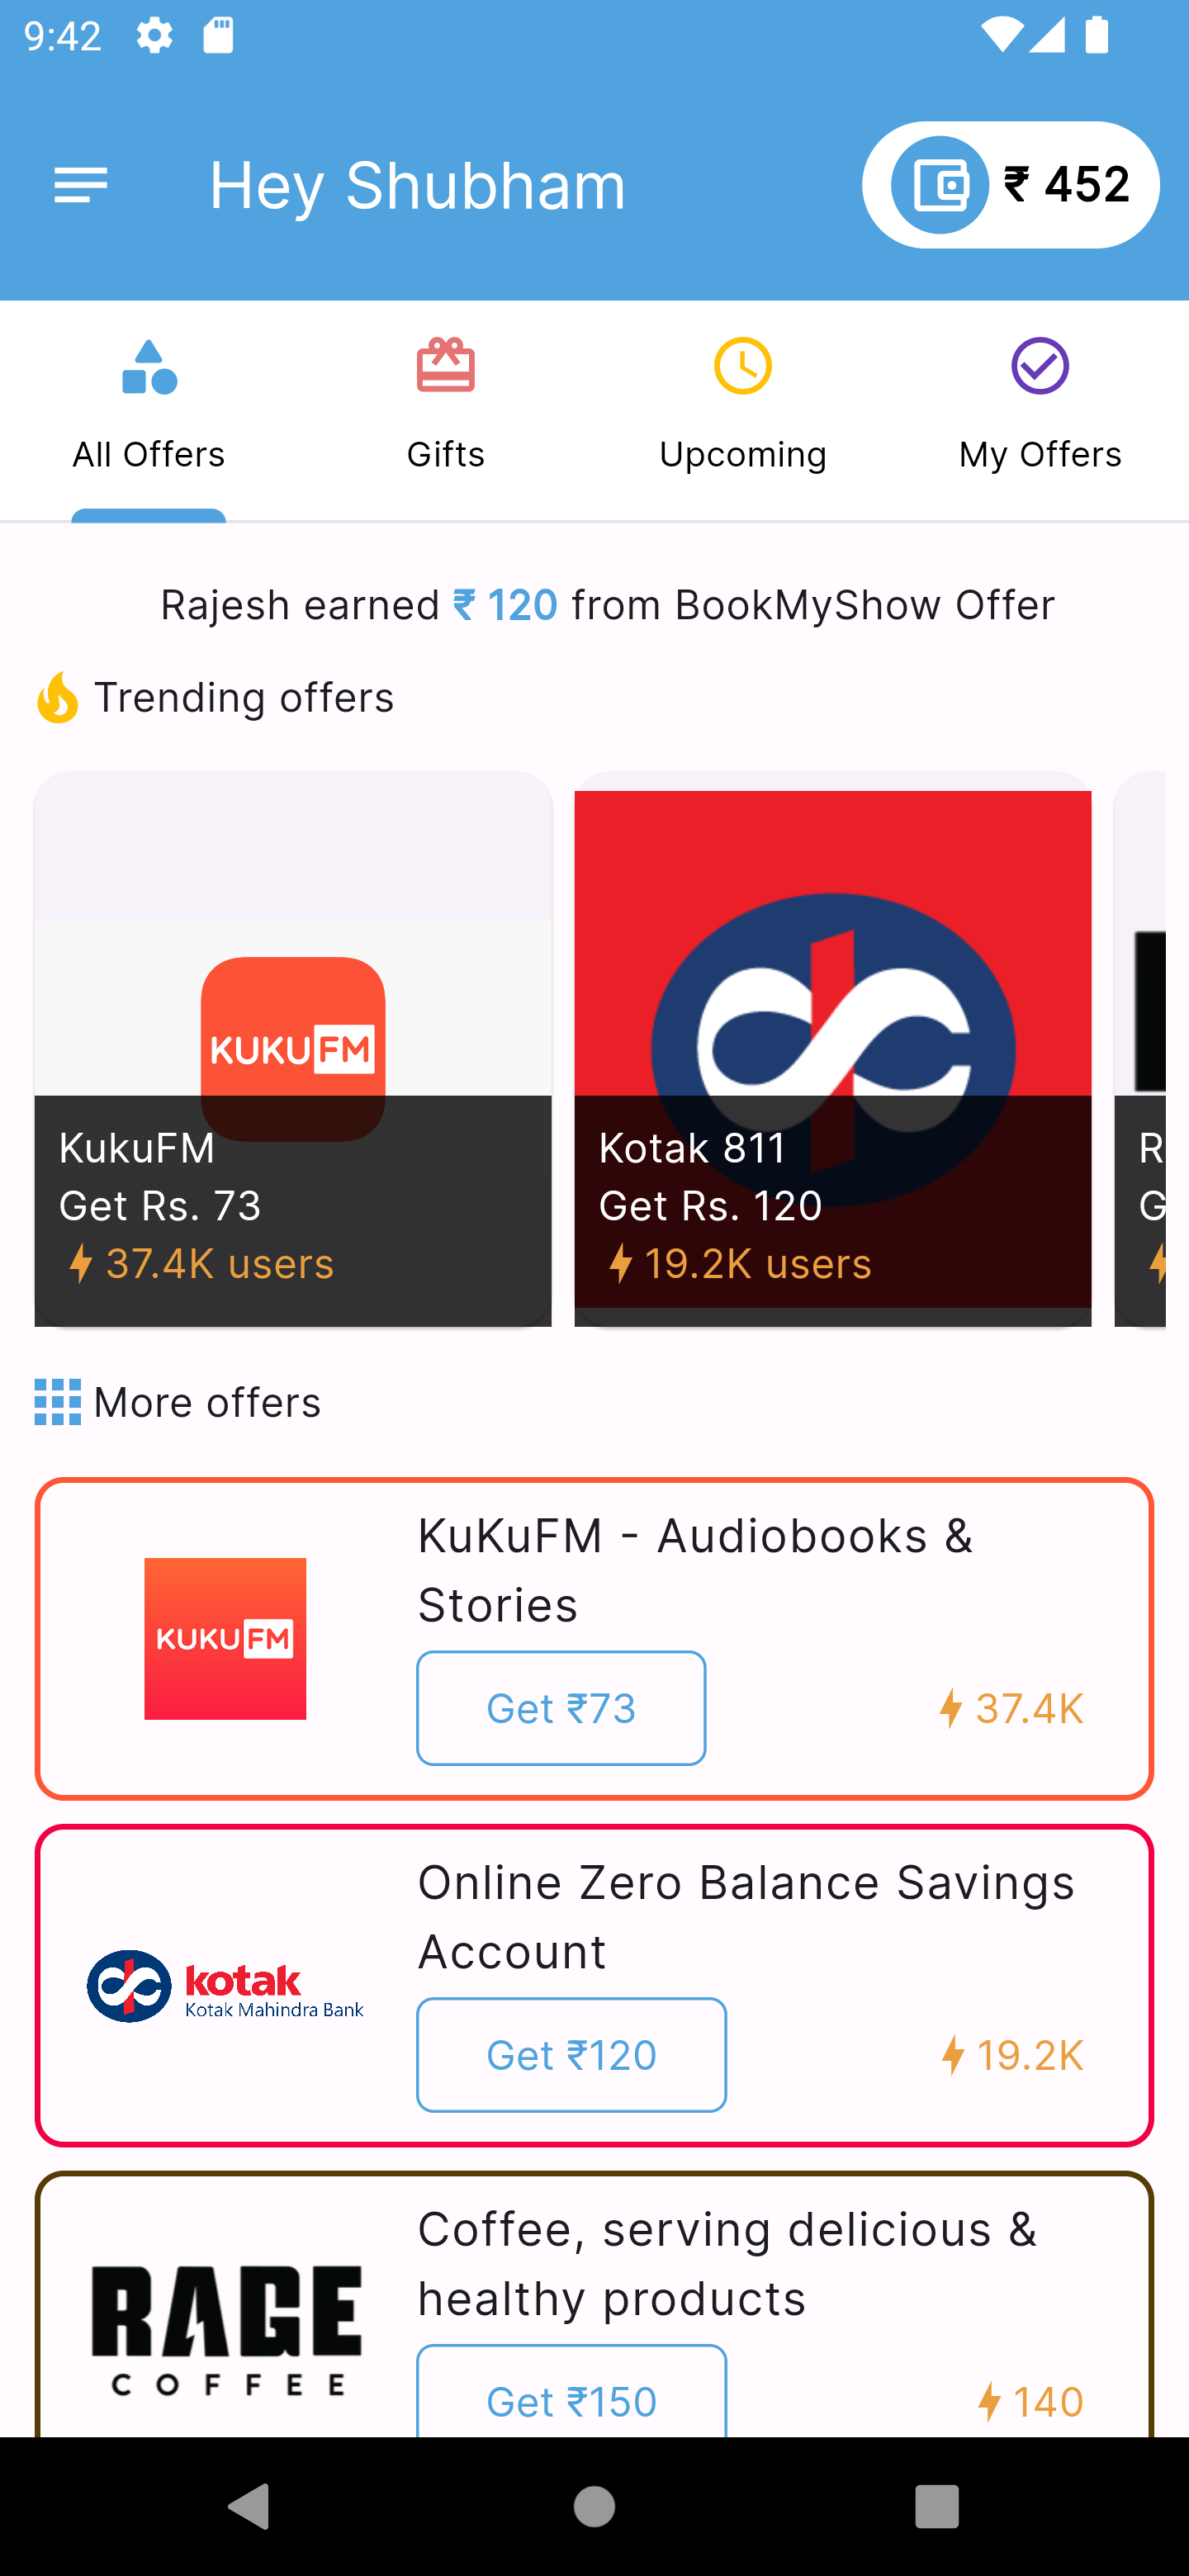 9:42
Hey Shubham
₹ 452
All Offers
Gifts
Upcoming
My Offers
Rajesh earned ₹ 120 from BookMyShow Offer
Trending offers
KUKU FM
KukuFM
Get Rs. 73
37.4K users
Kotak 811
Get Rs. 120
19.2K users
R
G
More offers
KUKU FM
KuKuFM - Audiobooks &
Stories
Get ₹73
37.4K
kotak
Kotak Mahindra Bank
Online Zero Balance Savings
Account
Get ₹120
19.2K
RAGE
COFFEE
Coffee, serving delicious &
healthy products
Get ₹150
140